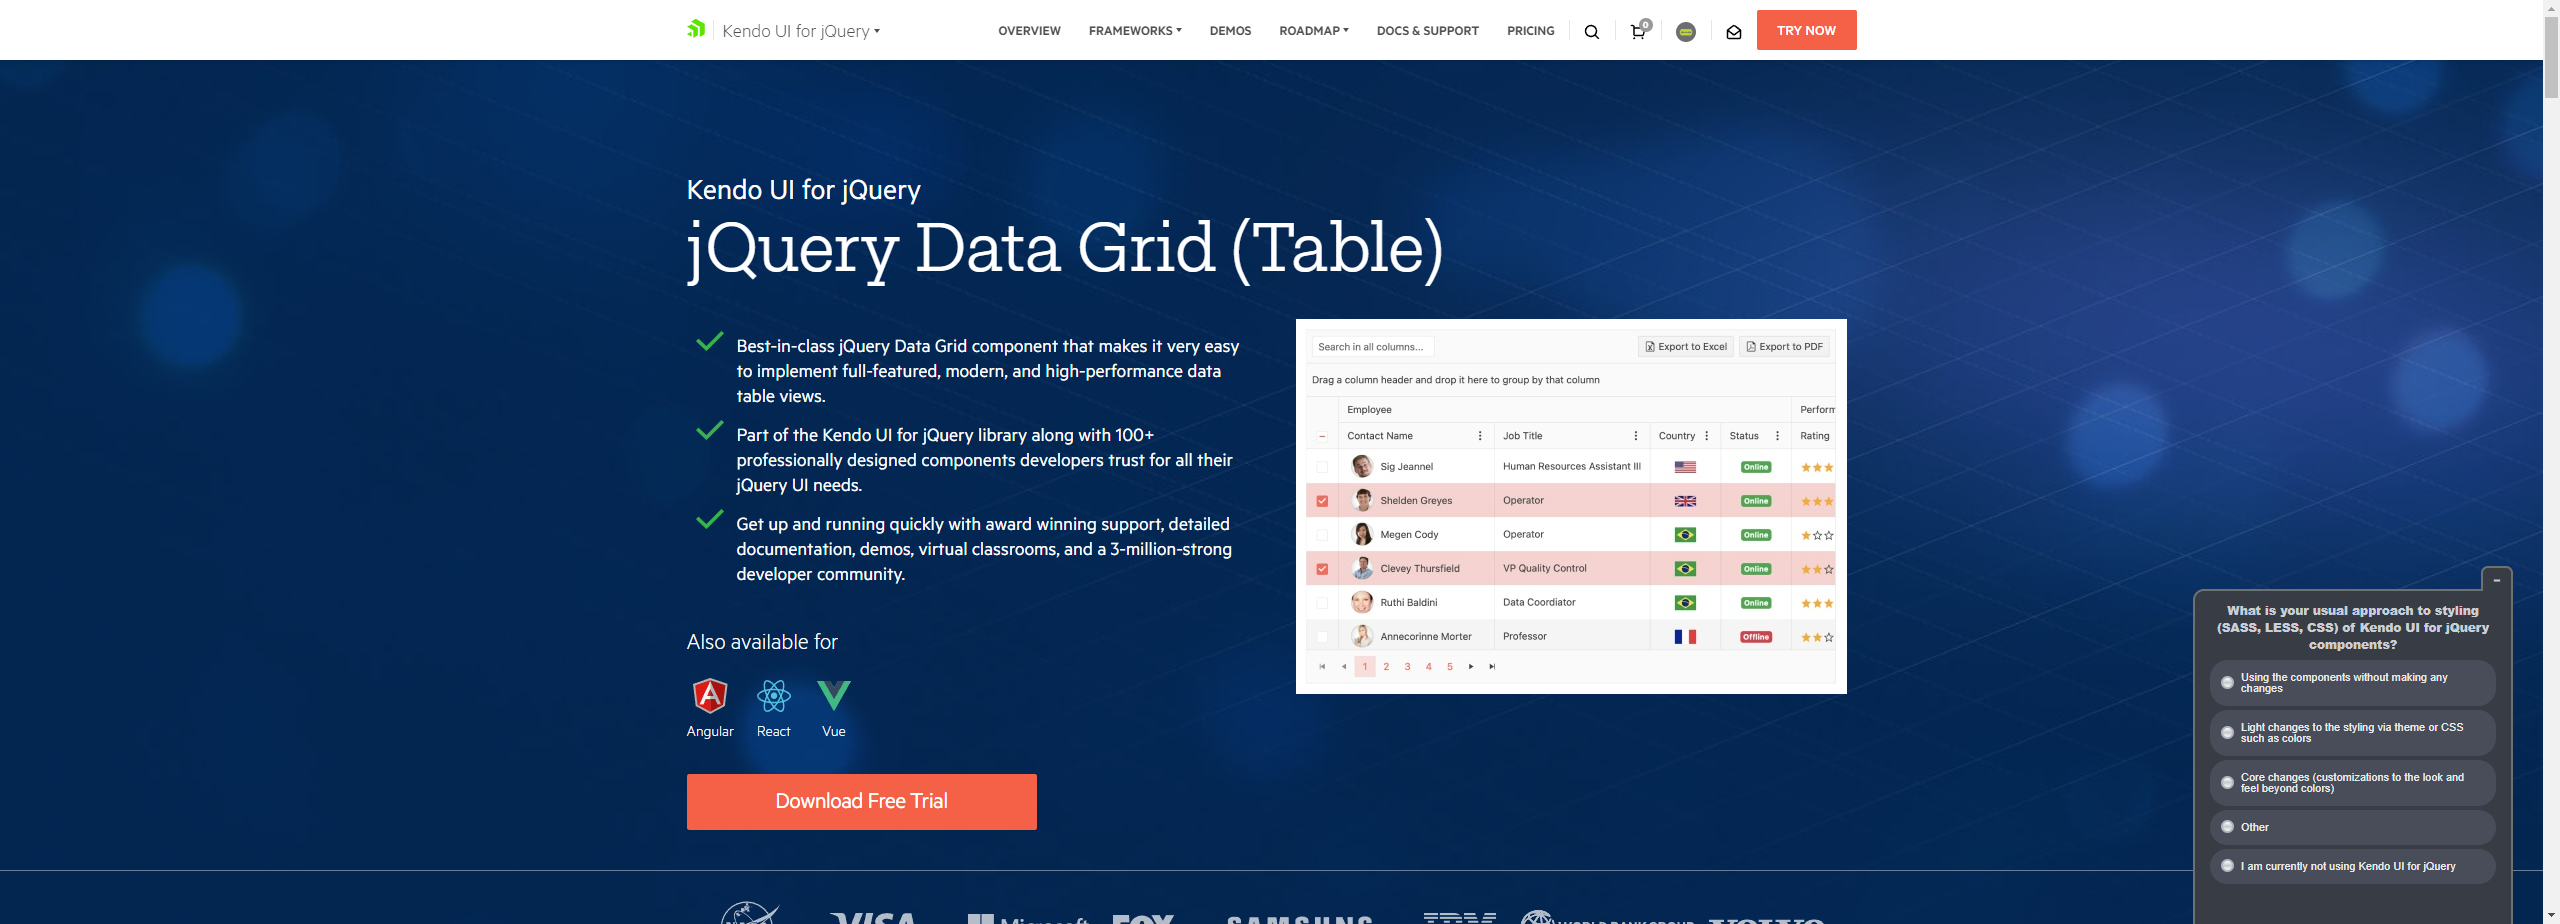 Kendo UI for jQuery
OVERVIEW
FRAMEWORKS
DEMOS
ROADMAP
DOCS & SUPPORT
PRICING
0
TRY NOW
Kendo UI for jQuery
jQuery Data Grid (Table)
Best-in-class jQuery Data Grid component that makes it very easy
to implement full-featured, modern, and high-performance data
table views.
Part of the Kendo UI for jQuery library along with 100+
professionally designed components developers trust for all their
jQuery UI needs.
Get up and running quickly with award winning support, detailed
documentation, demos, virtual classrooms, and a 3-million-strong
developer community.
Also available for
Angular
React
Vue
Download Free Trial
Search in all columns...
Export to Excel
Export to PDF
Drag a column header and drop it here to group by that column
Employee
Perform
Contact Name
Job Title
Country
Status
Rating
Sig Jeannel
Human Resources Assistant III
Online
Shelden Greyes
Operator
Online
Megen Cody
Operator
Online
Clevey Thursfield
VP Quality Control
Online
Ruthi Baldini
Data Coordiator
Online
Annecorinne Morter
Professor
Offline
1 2 3 4 5
What is your usual approach to styling
(SASS, LESS, CSS) of Kendo UI for jQuery
components?
Using the components without making any
changes
Light changes to the styling via theme or CSS
such as colors
Core changes (customizations to the look and
feel beyond colors)
Other
I am currently not using Kendo UI for jQuery
NASA
VISA
Microsoft
FOX
SAMSUNG
IBM
WORLD BANK GROUP
VOLVO